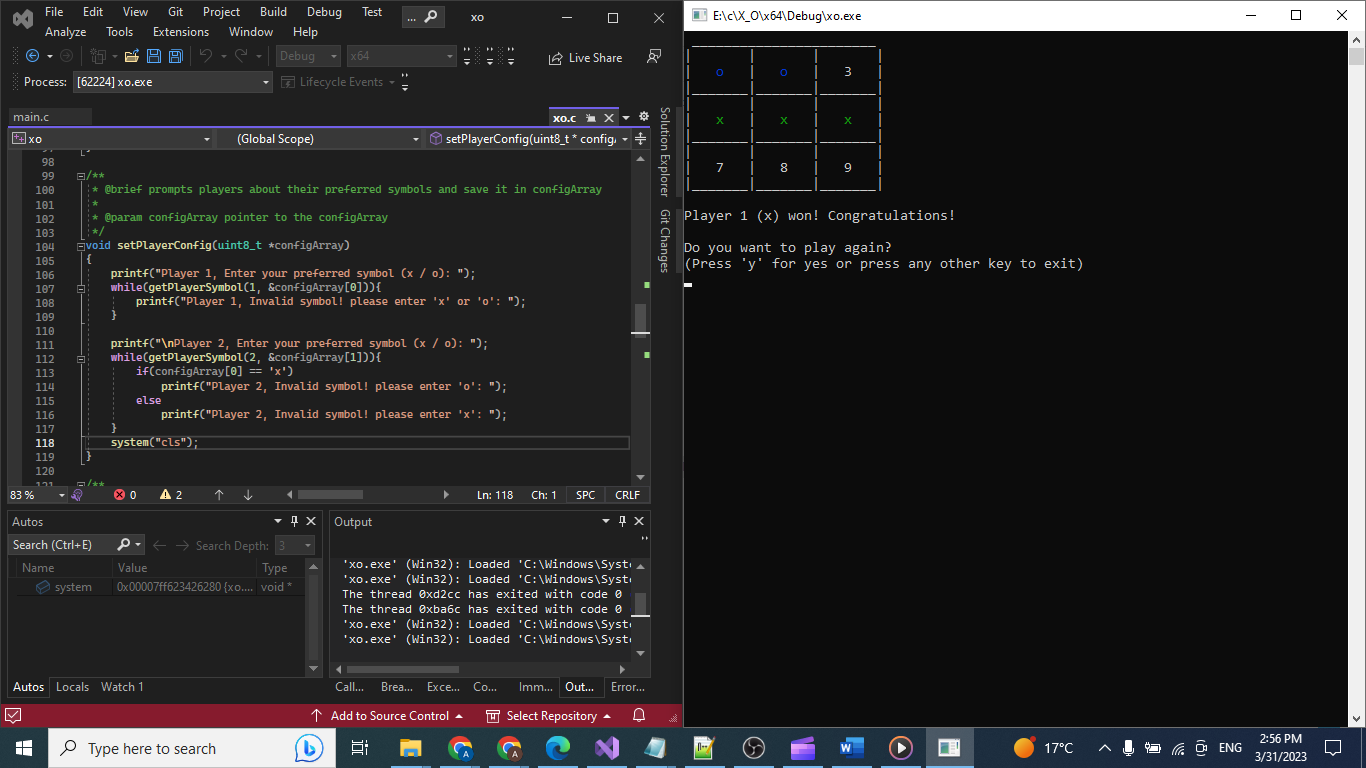 File Edit View Git Project Build Debug Test ... xo
Analyze Tools Extensions Window Help
Debug x64 Live Share
Process: [62224] xo.exe Lifecycle Events
main.c xo.c
xo (Global Scope) setPlayerConfig(uint8_t * config,
98
99 /**
100 * @brief prompts players about their preferred symbols and save it in configArray
101 *
102 * @param configArray pointer to the configArray
103 */
104 void setPlayerConfig(uint8_t *configArray)
105 {
106 printf("Player 1, Enter your preferred symbol (x / o): ");
107 while(getPlayerSymbol(1, &configArray[0])){
108 printf("Player 1, Invalid symbol! please enter 'x' or 'o': ");
109 }
110
111 printf("\nPlayer 2, Enter your preferred symbol (x / o): ");
112 while(getPlayerSymbol(2, &configArray[1])){
113 if(configArray[0] == 'x')
114 printf("Player 2, Invalid symbol! please enter 'o': ");
115 else
116 printf("Player 2, Invalid symbol! please enter 'x': ");
117 }
118 system("cls");
119 }
120
121 /**
83 % 0 2 Ln: 118 Ch: 1 SPC CRLF
Solution Explorer
Git Changes
Autos
Search (Ctrl+E) Search Depth: 3
Name Value Type
system 0x00007ff623426280 {xo.... void *
Autos Locals Watch 1
Output
'xo.exe' (Win32): Loaded 'C:\Windows\Syste
'xo.exe' (Win32): Loaded 'C:\Windows\Syste
The thread 0xd2cc has exited with code 0
The thread 0xba6c has exited with code 0
'xo.exe' (Win32): Loaded 'C:\Windows\Syste
'xo.exe' (Win32): Loaded 'C:\Windows\Syste
Call... Brea... Exce... Co... Imm... Out... Error...
Add to Source Control Select Repository
E:\c\X_O\x64\Debug\xo.exe
o o 3
x x x
7 8 9
Player 1 (x) won! Congratulations!
Do you want to play again?
(Press 'y' for yes or press any other key to exit)
Type here to search
17°C ENG 2:56 PM
3/31/2023